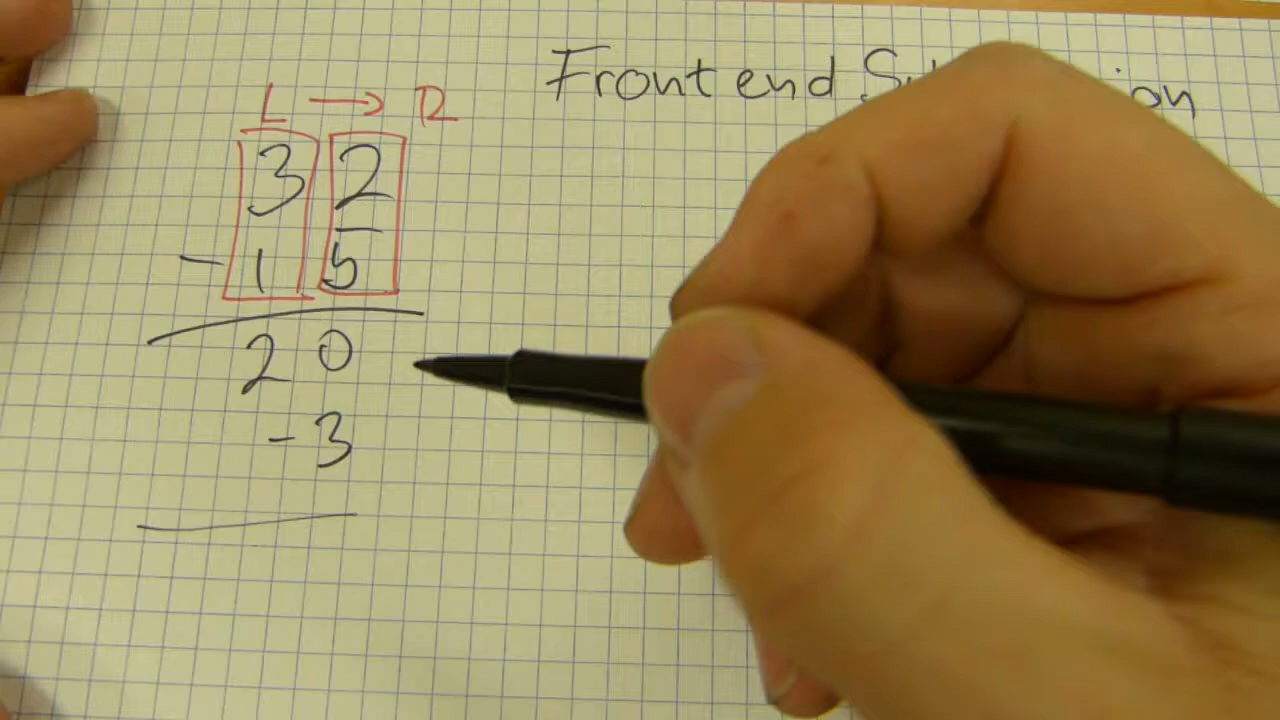 Front end
L → R
3 2
- 1 5
2 0
- 3